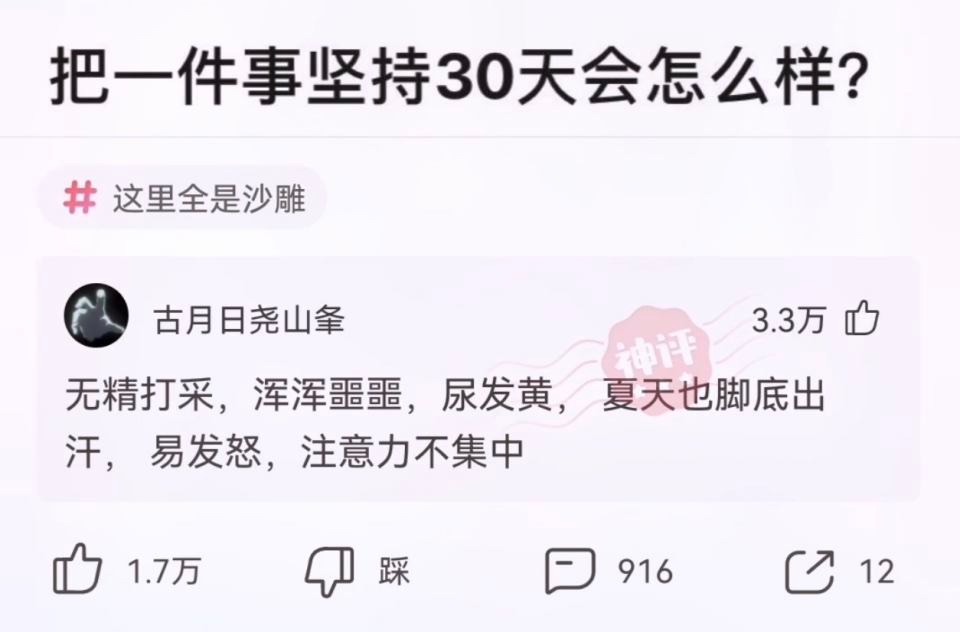 把一件事坚持30天会怎么样?
# 这里全是沙雕
古月日尧山夆
3.3万
神评
无精打采，浑浑噩噩，尿发黄， 夏天也脚底出
汗， 易发怒，注意力不集中
1.7万 踩 916 12